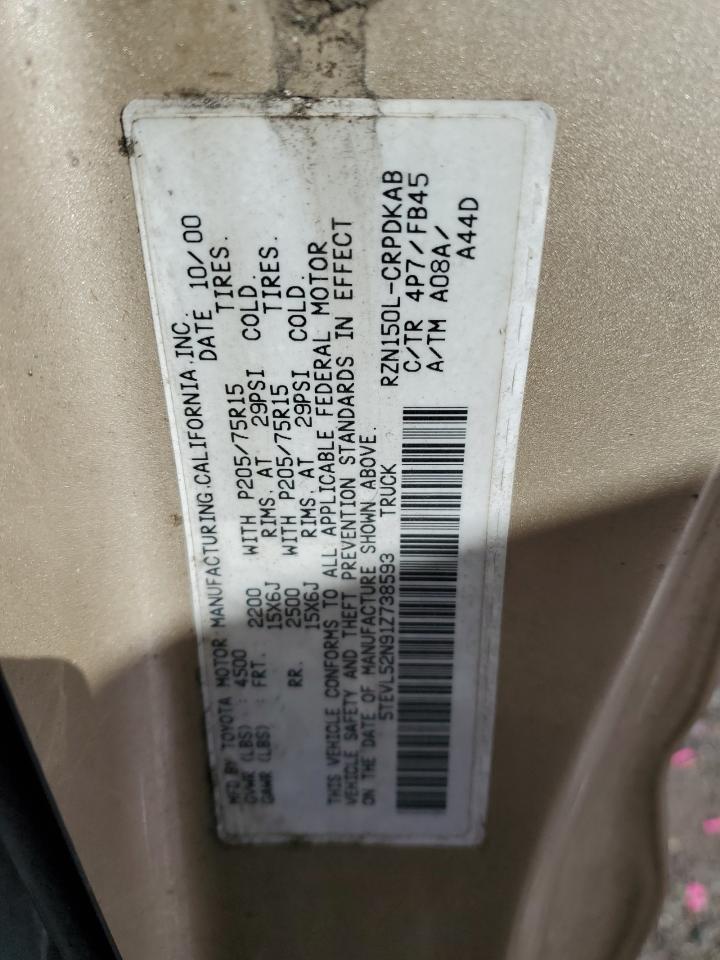 MFD BY TOYOTA MOTOR MANUFACTURING.CALIFORNIA.INC.
GVWR (LBS) : 4500 DATE 10/00
GAWR (LBS) : FRT. 2200 WITH P205/75R15 TIRES.
15X6J RIMS. AT 29PSI COLD.
RR. 2500 WITH P205/75R15 TIRES.
15X6J RIMS. AT 29PSI COLD.
THIS VEHICLE CONFORMS TO ALL APPLICABLE FEDERAL MOTOR
VEHICLE SAFETY AND THEFT PREVENTION STANDARDS IN EFFECT
ON THE DATE OF MANUFACTURE SHOWN ABOVE.
5TEVL52N91Z738593 TRUCK
RZN150L-CRPDKAB
C/TR 4P7/FB45
A/TM A08A/
A44D